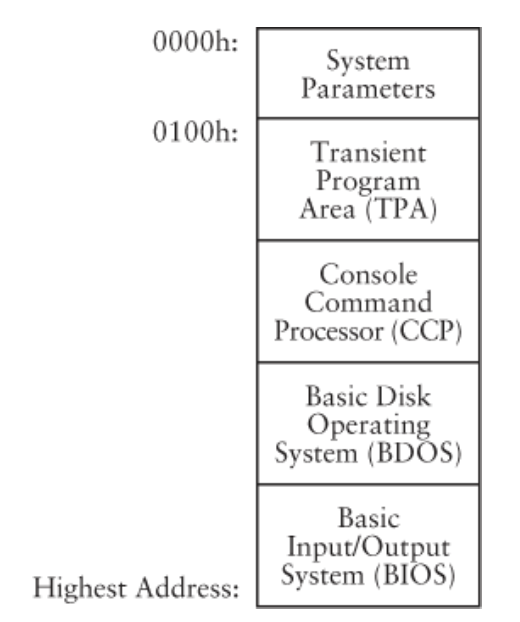 0000h:
System
Parameters
0100h:
Transient
Program
Area (TPA)
Console
Command
Processor (CCP)
Basic Disk
Operating
System (BDOS)
Basic
Input/Output
System (BIOS)
Highest Address: